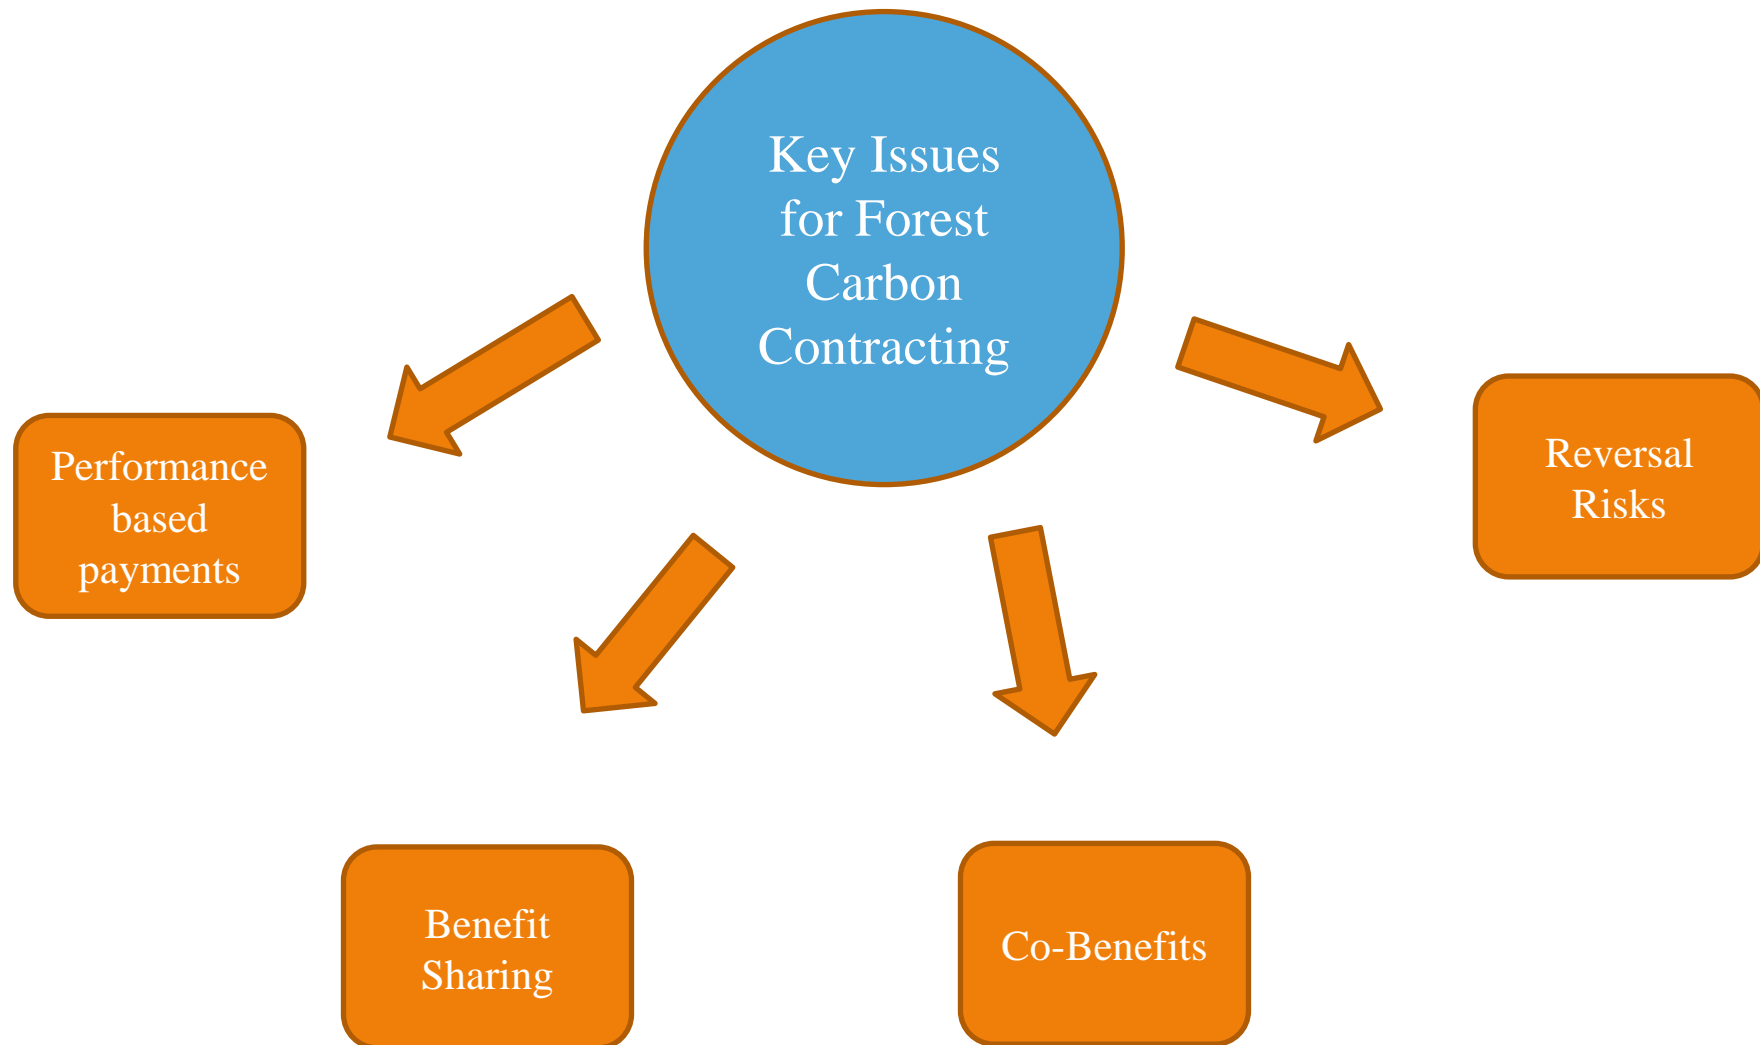 Key Issues
for Forest
Carbon
Contracting
Performance
based
payments
Reversal
Risks
Benefit
Sharing
Co-Benefits